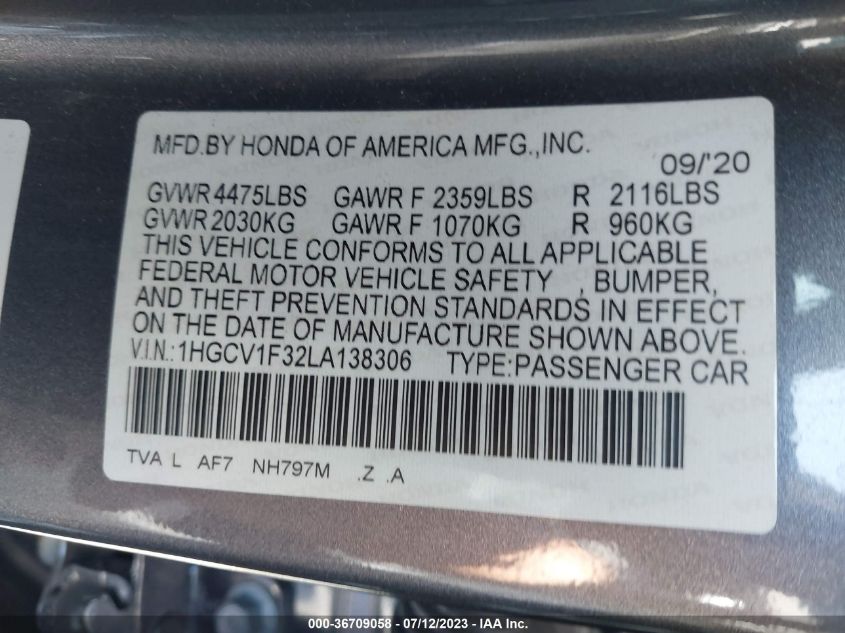 MFD.BY HONDA OF AMERICA MFG.,INC.
09/'20
GVWR 4475LBS GAWR F 2359LBS R 2116LBS
GVWR 2030KG GAWR F 1070KG R 960KG
THIS VEHICLE CONFORMS TO ALL APPLICABLE
FEDERAL MOTOR VEHICLE SAFETY , BUMPER,
AND THEFT PREVENTION STANDARDS IN EFFECT
ON THE DATE OF MANUFACTURE SHOWN ABOVE.
V.I.N.:1HGCV1F32LA138306 TYPE:PASSENGER CAR
TVA L AF7 NH797M .Z .A
000-36709058 - 07/12/2023 - IAA Inc.